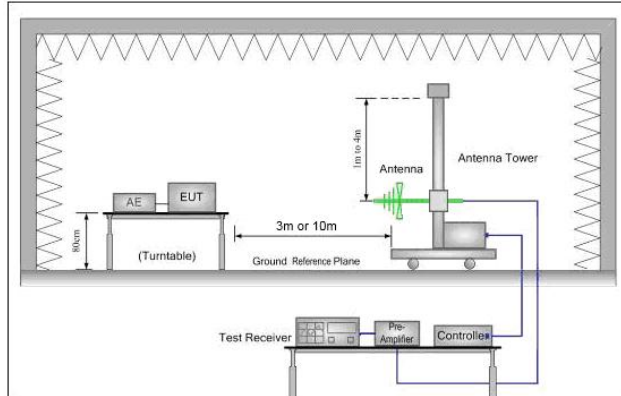 1m to 4m
Antenna
Antenna Tower
AE
EUT
80cm
(Turntable)
3m or 10m
Ground Reference Plane
Test Receiver
Pre-
Amplifier
Controller